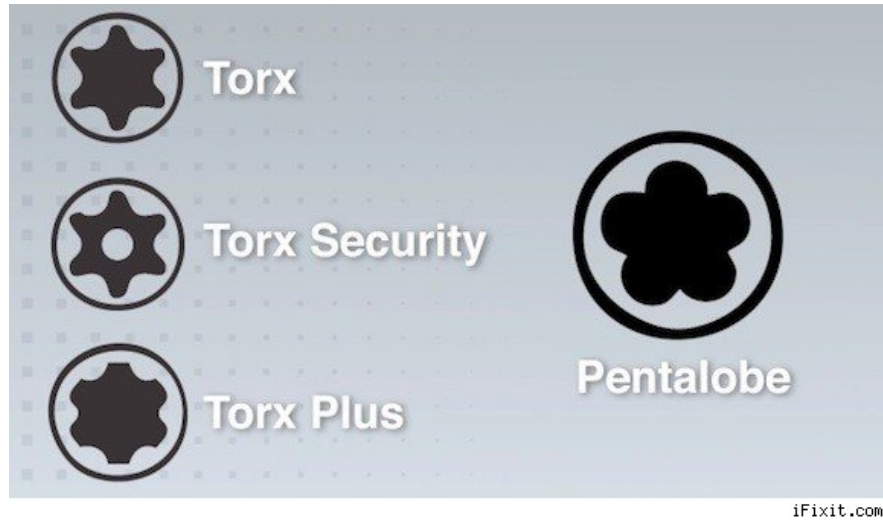 Torx
Torx Security
Torx Plus
Pentalobe
iFixit.com